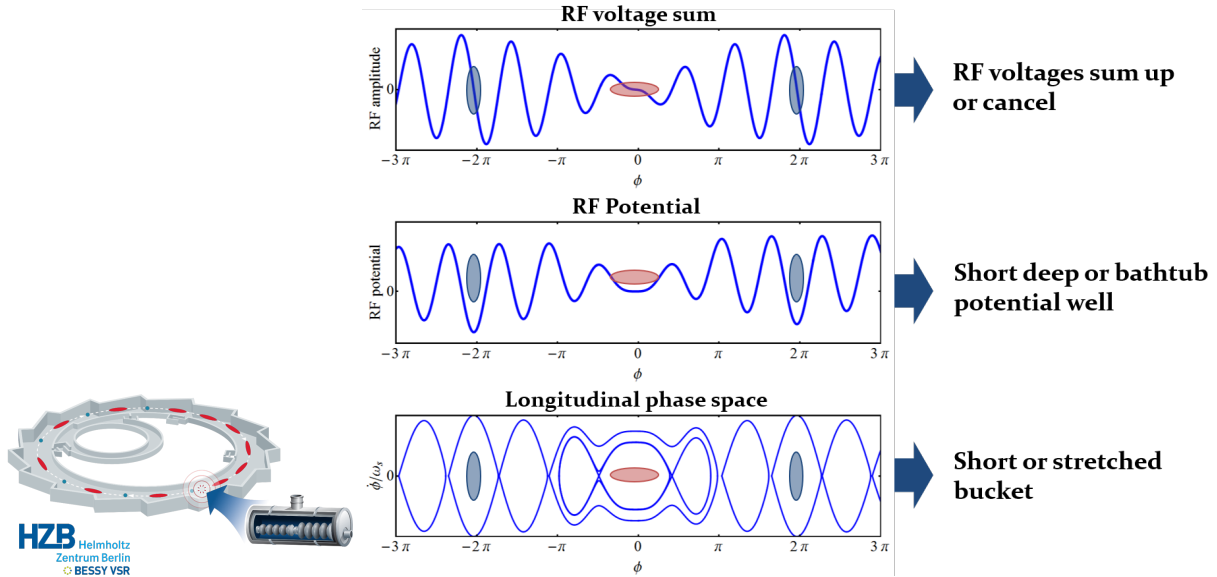 RF voltage sum
RF amplitude
0
−3 π
−2 π
−π
0
π
2 π
3 π
ϕ
RF voltages sum up
or cancel
RF Potential
RF potential
0
−3 π
−2 π
−π
0
π
2 π
3 π
ϕ
Short deep or bathtub
potential well
Longitudinal phase space
ϕ̇/ωs
0
−3 π
−2 π
−π
0
π
2 π
3 π
ϕ
Short or stretched
bucket
HZB Helmholtz
Zentrum Berlin
BESSY VSR